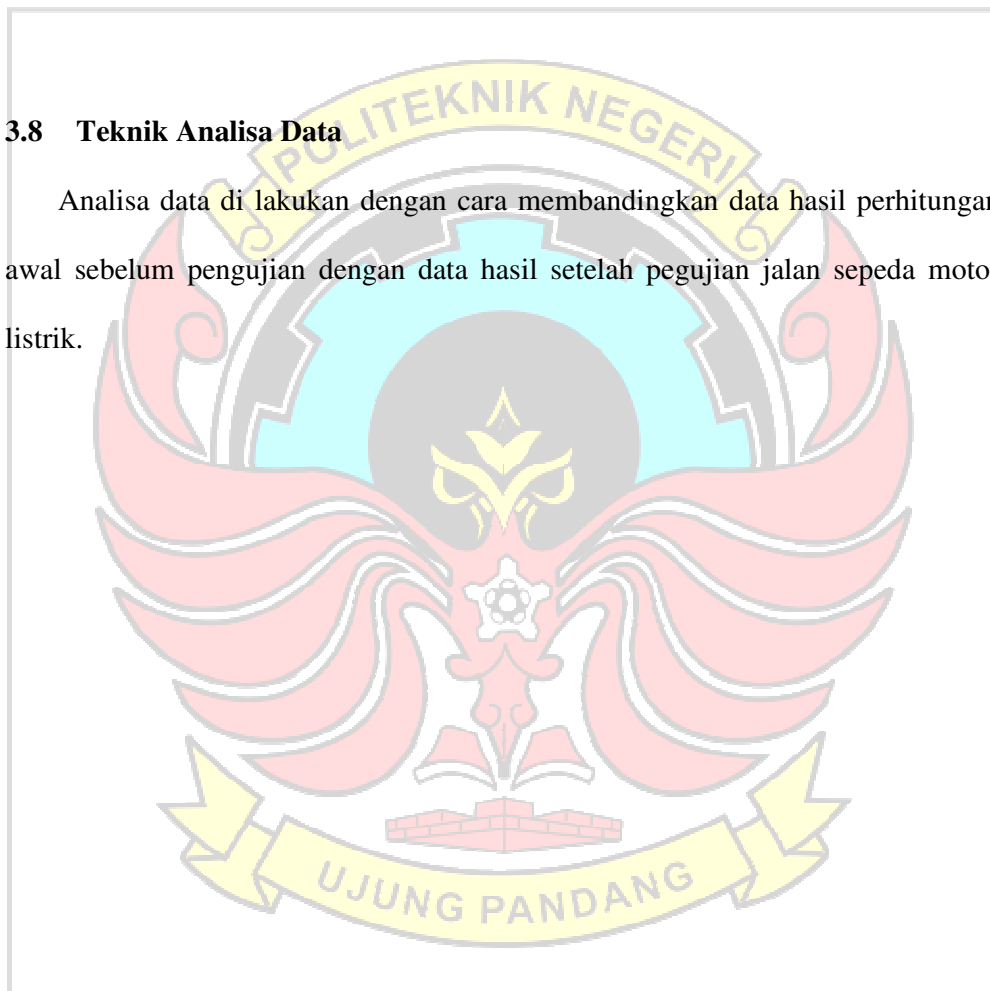 POLITEKNIK NEGERI
3.8 Teknik Analisa Data
Analisa data di lakukan dengan cara membandingkan data hasil perhitungan
awal sebelum pengujian dengan data hasil setelah pegujian jalan sepeda moto
listrik.
UJUNG PANDANG